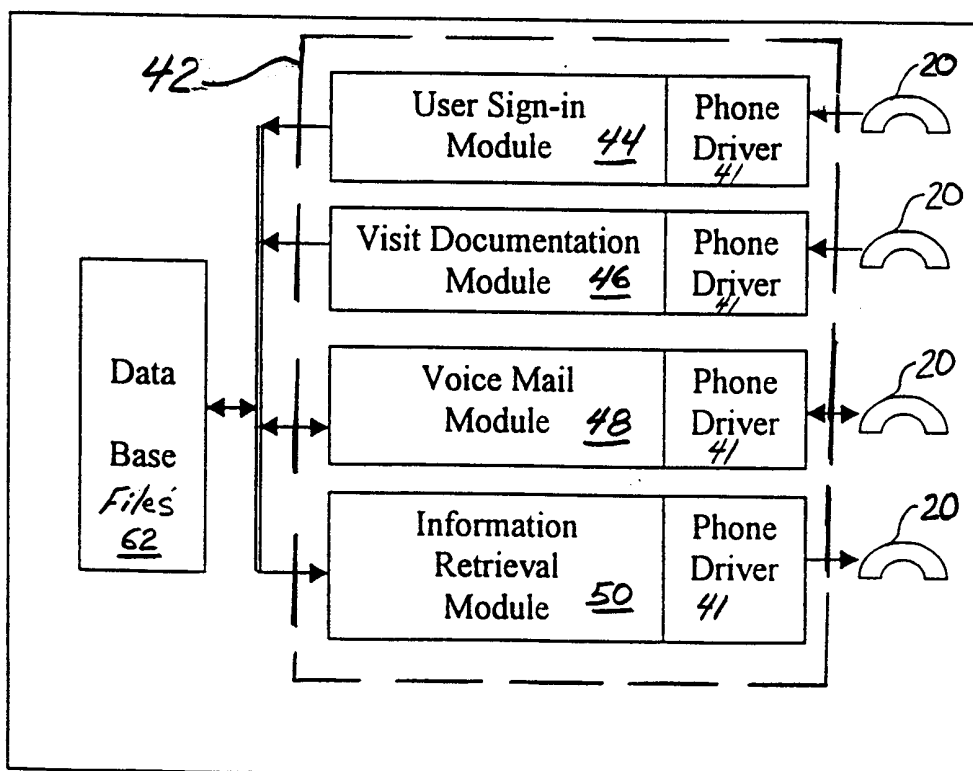 42
User Sign-in
Module 44
Phone
Driver
41
20
Visit Documentation
Module 46
Phone
Driver
41
20
Data
Base
Files
62
Voice Mail
Module 48
Phone
Driver
41
20
Information
Retrieval
Module 50
Phone
Driver
41
20